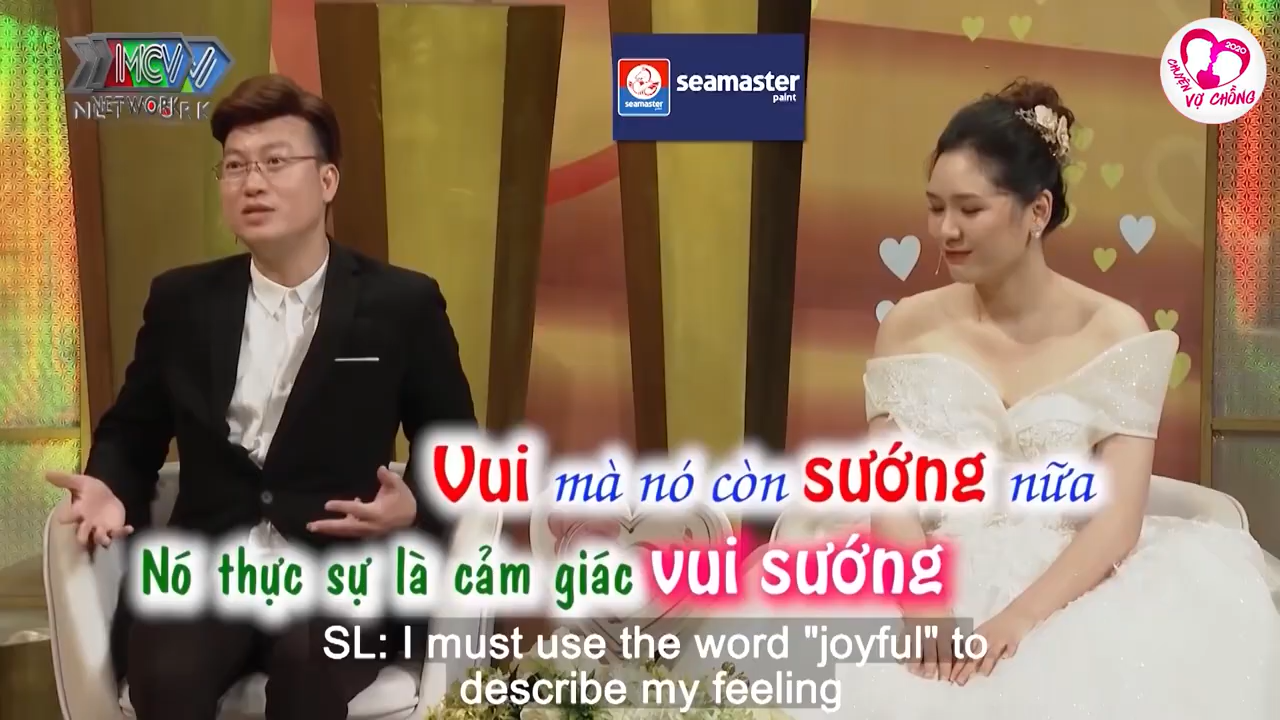 MCV
NETWORK
seamaster
seamaster
paint
2020
CHUYỆN
VỢ CHỒNG
Vui mà nó còn sướng nữa
Nó thực sự là cảm giác vui sướng
SL: I must use the word "joyful" to
describe my feeling